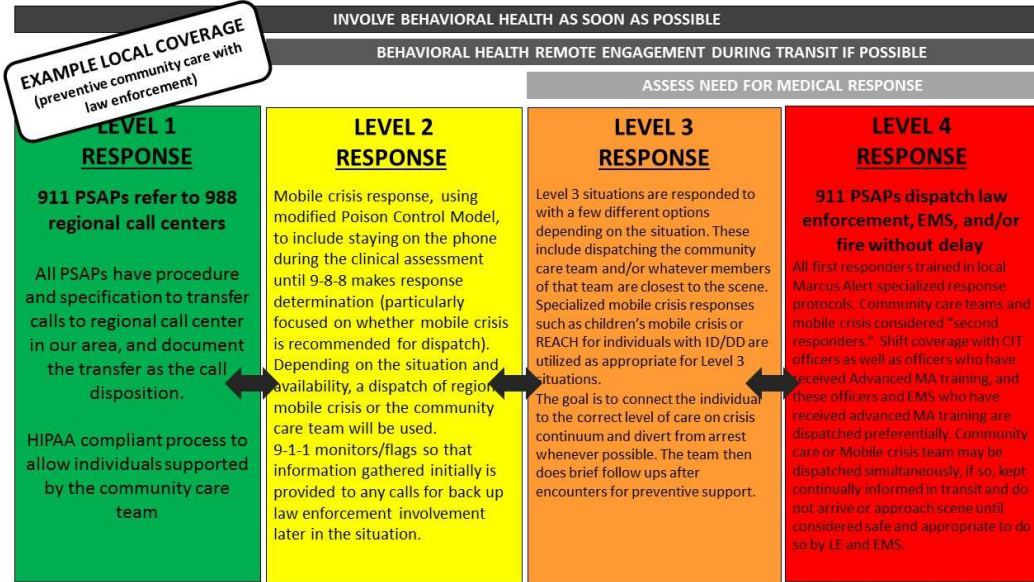 INVOLVE BEHAVIORAL HEALTH AS SOON AS POSSIBLE
BEHAVIORAL HEALTH REMOTE ENGAGEMENT DURING TRANSIT IF POSSIBLE
ASSESS NEED FOR MEDICAL RESPONSE
EXAMPLE LOCAL COVERAGE
(preventive community care with
law enforcement)
LEVEL 1
RESPONSE
911 PSAPs refer to 988
regional call centers
All PSAPs have procedure
and specification to transfer
calls to regional call center
in our area, and document
the transfer as the call
disposition.
HIPAA compliant process to
allow individuals supported
by the community care
team
LEVEL 2
RESPONSE
Mobile crisis response, using
modified Poison Control Model,
to include staying on the phone
during the clinical assessment
until 9-8-8 makes response
determination (particularly
focused on whether mobile crisis
is recommended for dispatch).
Depending on the situation and
availability, a dispatch of regional
mobile crisis or the community
care team will be used.
9-1-1 monitors/flags so that
information gathered initially is
provided to any calls for back up
law enforcement involvement
later in the situation.
LEVEL 3
RESPONSE
Level 3 situations are responded to
with a few different options
depending on the situation. These
include dispatching the community
care team and/or whatever members
of that team are closest to the scene.
Specialized mobile crisis responses
such as children's mobile crisis or
REACH for individuals with ID/DD are
utilized as appropriate for Level 3
situations.
The goal is to connect the individual
to the correct level of care on crisis
continuum and divert from arrest
whenever possible. The team then
does brief follow ups after
encounters for preventive support.
LEVEL 4
RESPONSE
911 PSAPs dispatch law
enforcement, EMS, and/or
fire without delay
All first responders trained in local
Marcus Alert specialized response
protocols. Community care teams and
mobile crisis considered "second
responders." Shift coverage with CIT
officers as well as officers who have
received Advanced MA training, and
these officers and EMS who have
received advanced MA training are
dispatched preferentially. Community
care or Mobile crisis team may be
dispatched simultaneously, if so, kept
continually informed in transit and do
not arrive or approach scene until
considered safe and appropriate to do
so by LE and EMS.